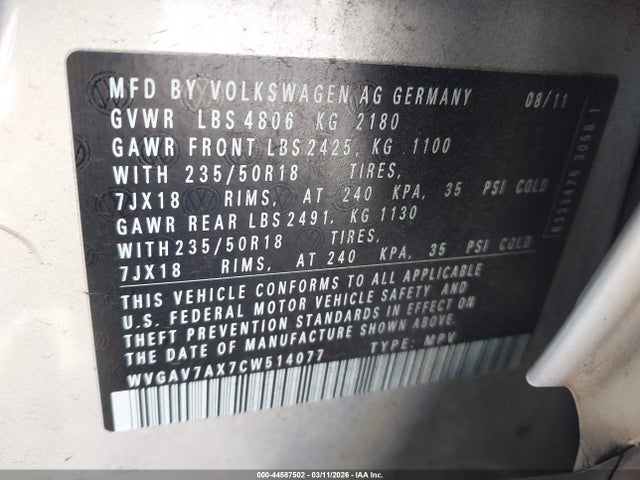 MFD BY VOLKSWAGEN AG GERMANY 08/11
GVWR LBS 4806 KG 2180
GAWR FRONT LBS 2425, KG 1100
WITH 235/50R18 TIRES,
7JX18 RIMS, AT 240 KPA, 35 PSI COLD
GAWR REAR LBS 2491, KG 1130
WITH 235/50R18 TIRES,
7JX18 RIMS, AT 240 KPA, 35 PSI COLD
THIS VEHICLE CONFORMS TO ALL APPLICABLE
U.S. FEDERAL MOTOR VEHICLE SAFETY AND
THEFT PREVENTION STANDARDS IN EFFECT ON
THE DATE OF MANUFACTURE SHOWN ABOVE.
WVGAV7AX7CW514077 TYPE: MPV
000-44587502 - 03/11/2026 - IAA Inc.